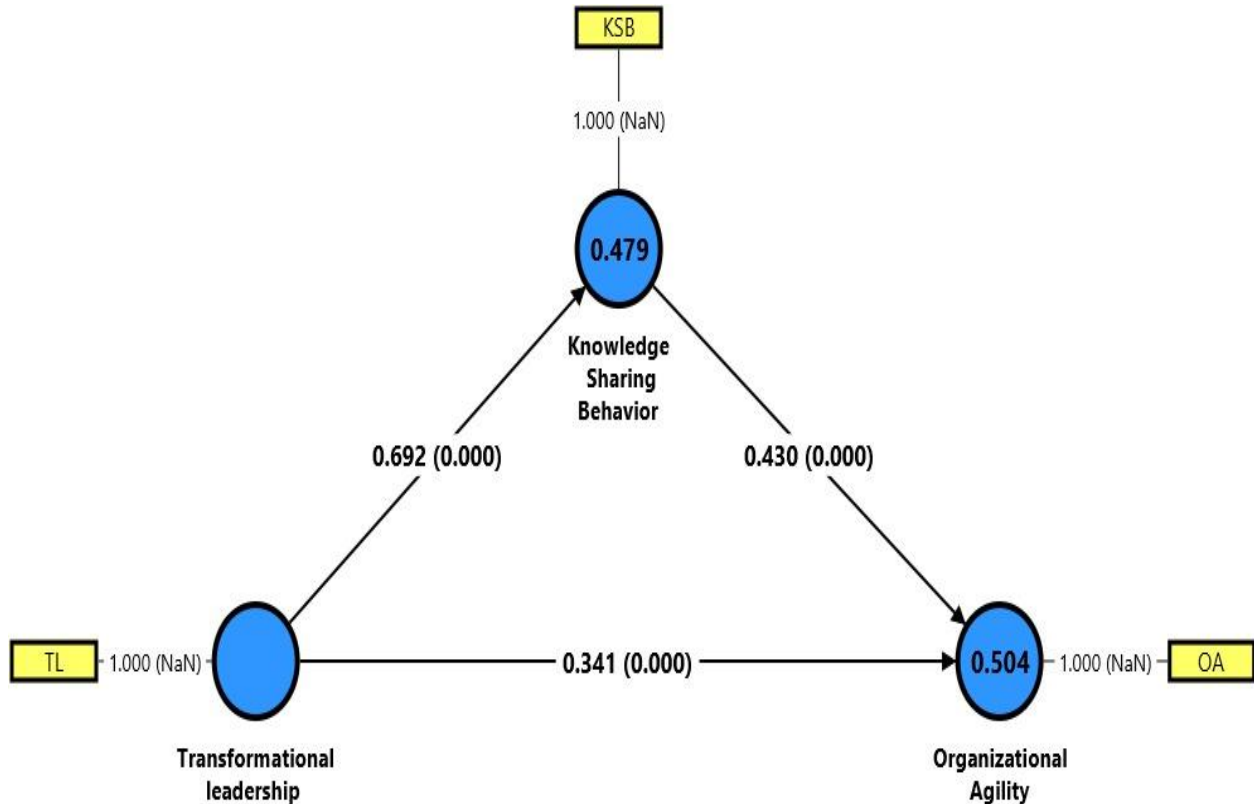 KSB
1.000 (NaN)
0.479
Knowledge
Sharing
Behavior
0.692 (0.000)
0.430 (0.000)
TL
1.000 (NaN)
0.341 (0.000)
0.504
1.000 (NaN)
OA
Transformational
leadership
Organizational
Agility